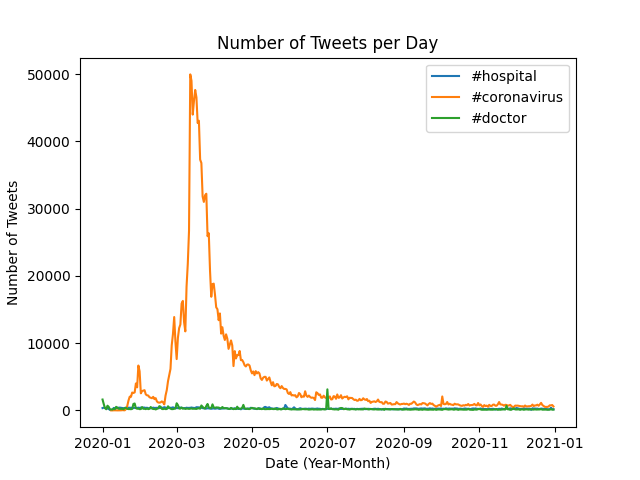 Number of Tweets per Day
#hospital
#coronavirus
#doctor
Number of Tweets
50000
40000
30000
20000
10000
0
2020-01
2020-03
2020-05
2020-07
2020-09
2020-11
2021-01
Date (Year-Month)